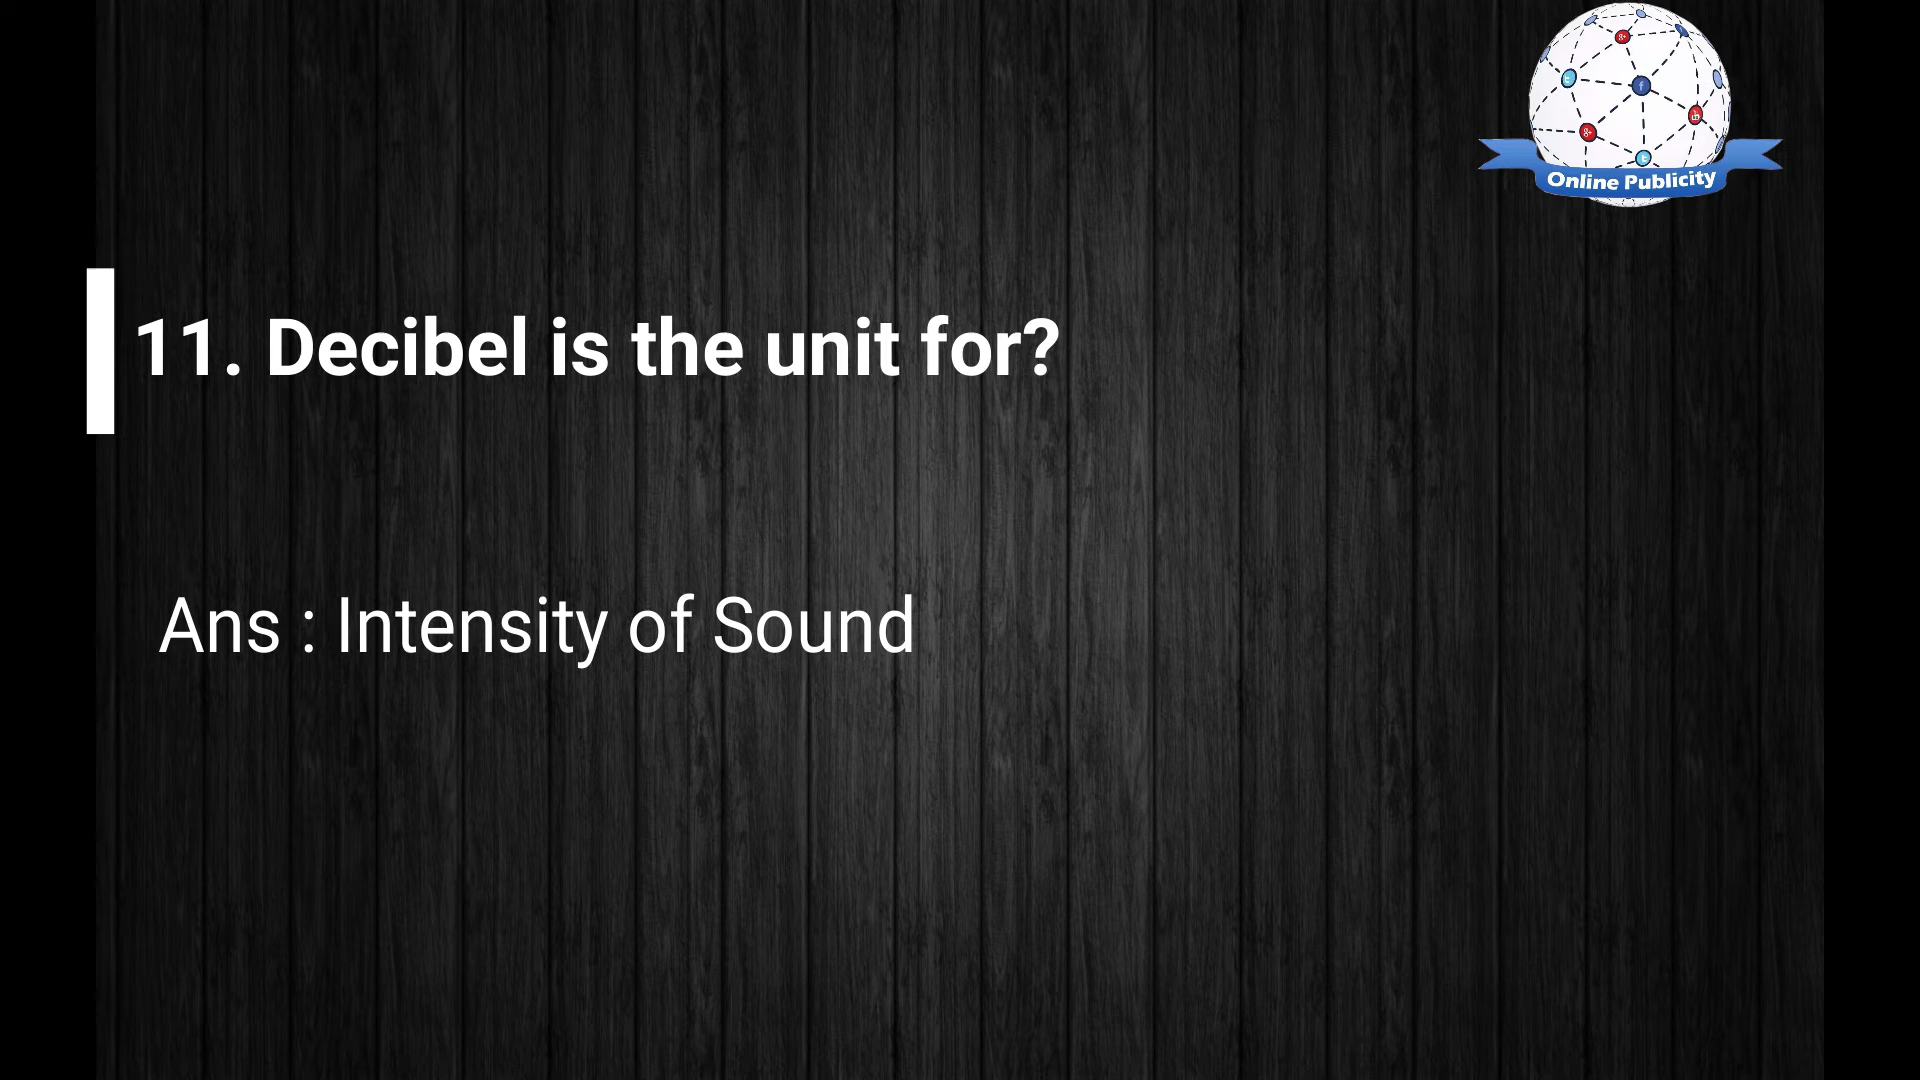 Online Publicity
11. Decibel is the unit for?
Ans : Intensity of Sound